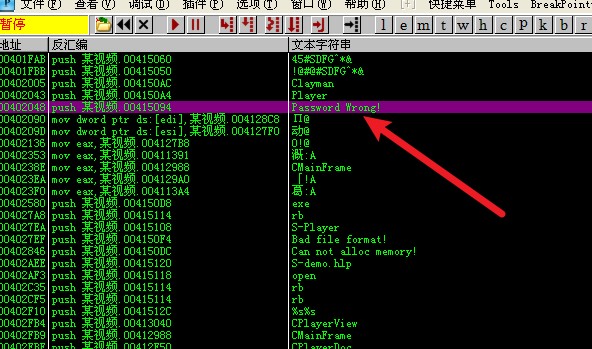 P 文件(F) 查看(V) 调试(D) 插件(P) 选项(T) 窗口(W) 帮助(H) 快捷菜单 Tools BreakPoint
暂停 l e m t w h c p k b r
地址 反汇编 文本字符串
00401FAB push 某视频.00415060 45#SDFG^*&
00401FBB push 某视频.00415050 !@#@#SDFG^*&
00402005 push 某视频.004150AC Clayman
00402043 push 某视频.004150A4 Player
00402048 push 某视频.00415094 Password Wrong!
00402090 mov dword ptr ds:[edi],某视频.004128C8 Π@
0040209D mov dword ptr ds:[esi],某视频.004127F0 动@
00402136 mov eax,某视频.004127B8 O!@
00402353 mov eax,某视频.00411391 :A
0040238E mov eax,某视频.00412988 CMainFrame
004023EA mov eax,某视频.004129A0 !A
004023F0 mov eax,某视频.004113A4 葛:A
00402580 push 某视频.004150D8 exe
004027A8 push 某视频.00415114 rb
004027EA push 某视频.00415108 S-Player
004027EF push 某视频.004150F4 Bad file format!
00402846 push 某视频.004150DC Can not alloc memory!
00402AEE push 某视频.00415120 S-demo.hlp
00402AF3 push 某视频.00415118 open
00402C35 push 某视频.00415114 rb
00402CF5 push 某视频.00415114 rb
00402F10 push 某视频.0041512C %s%s
00402FB4 push 某视频.00413040 CPlayerView
00402FB9 push 某视频.00412988 CMainFrame
00402FBE push 某视频.00412F50 CPlayerDoc